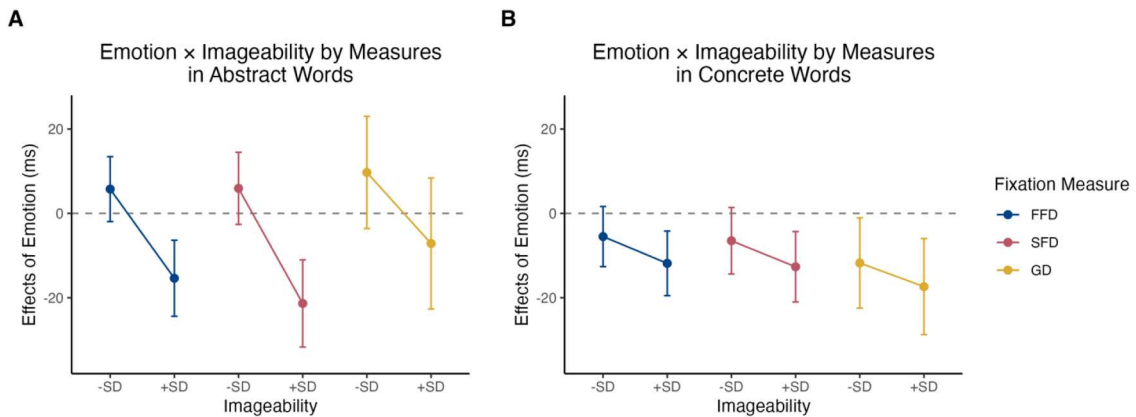 A
Emotion × Imageability by Measures
in Abstract Words
Effects of Emotion (ms)
20
0
-20
-SD +SD -SD +SD -SD +SD
Imageability
B
Emotion × Imageability by Measures
in Concrete Words
Effects of Emotion (ms)
20
0
-20
-SD +SD -SD +SD -SD +SD
Imageability
Fixation Measure
FFD
SFD
GD